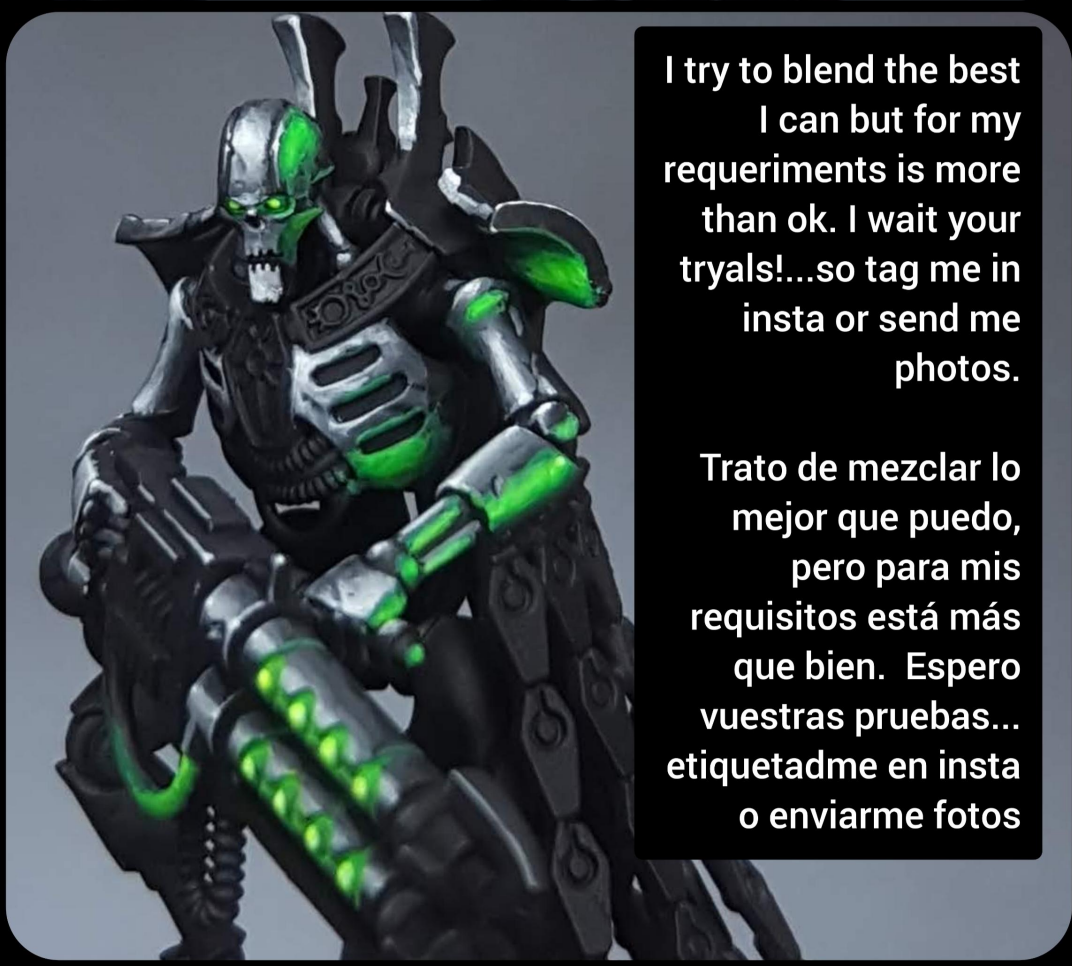 I try to blend the best
I can but for my
requeriments is more
than ok. I wait your
tryals!...so tag me in
insta or send me
photos.
Trato de mezclar lo
mejor que puedo,
pero para mis
requisitos está más
que bien.  Espero
vuestras pruebas...
etiquetadme en insta
o enviarme fotos